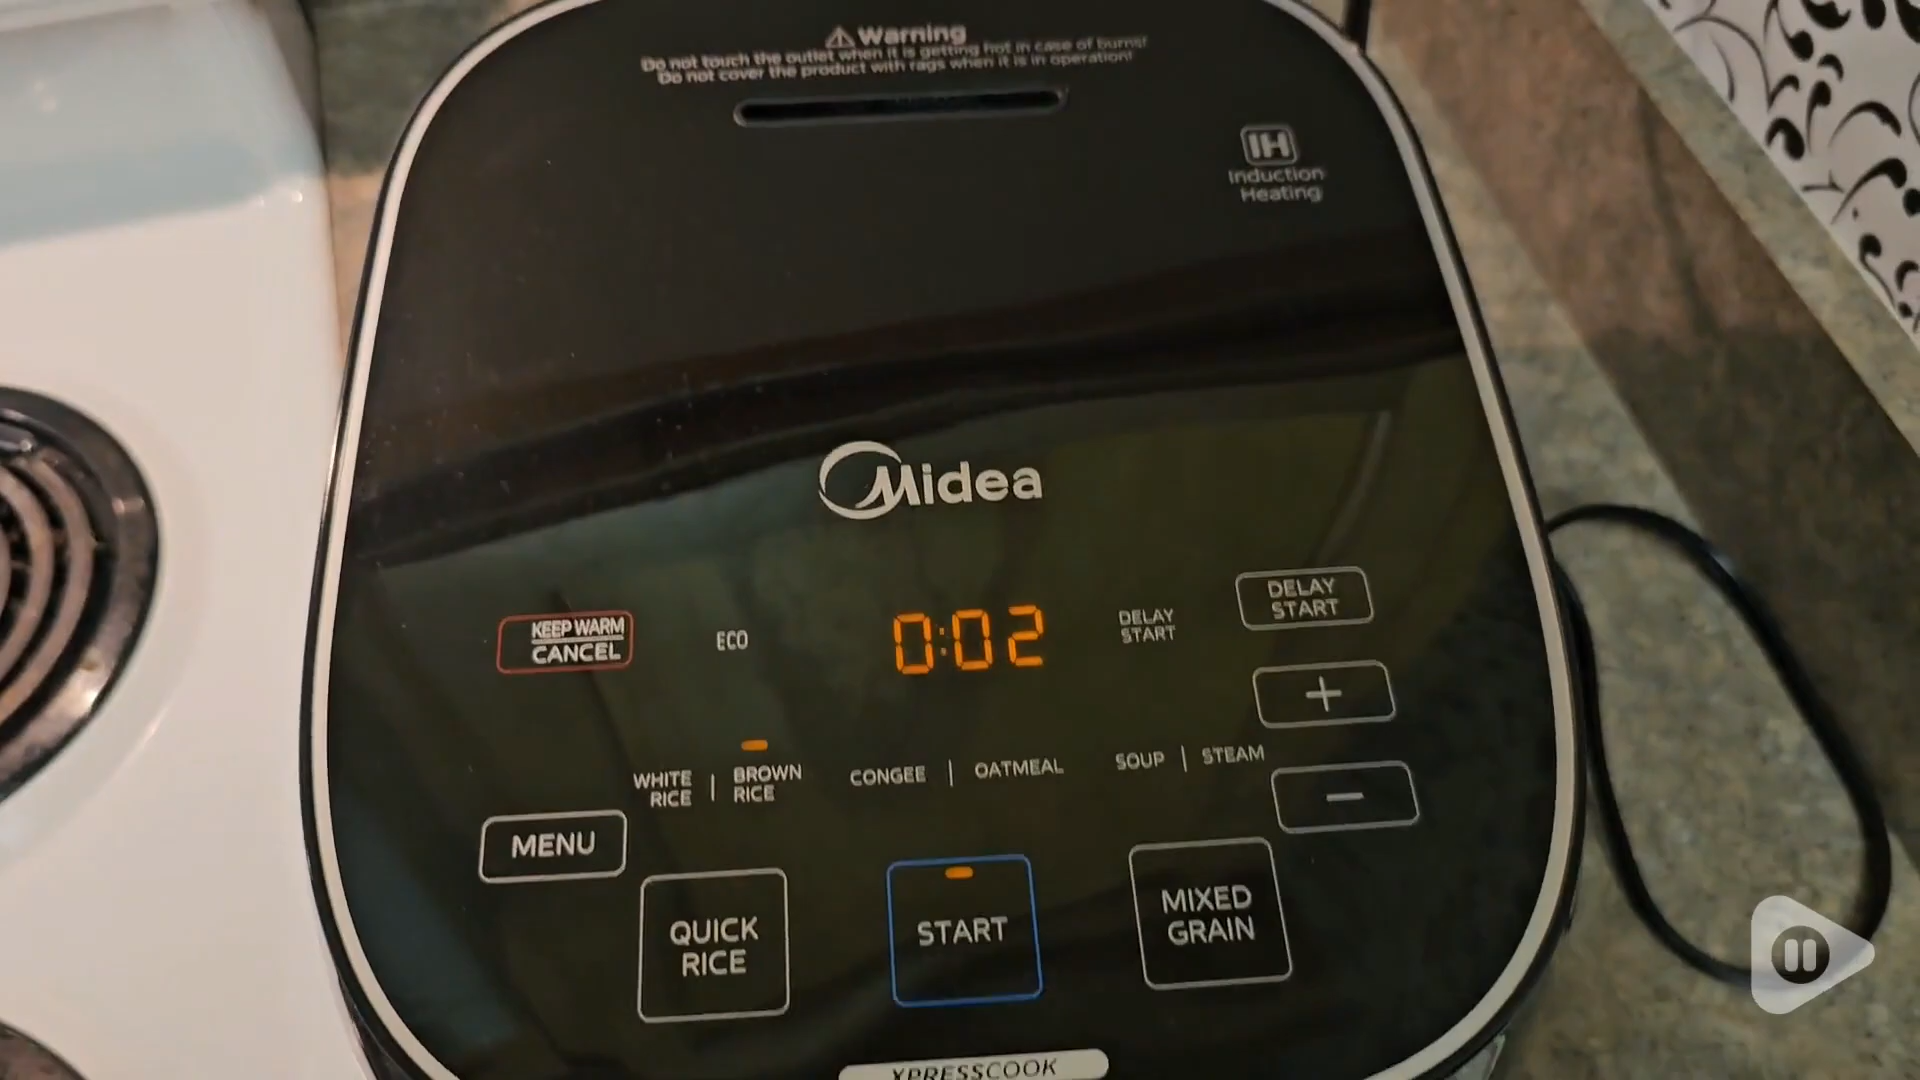 Warning
Do not touch the outlet when it is getting hot in case of burns!
Do not cover the product with rags when it is in operation!
IH
Induction
Heating
Midea
KEEP WARM
CANCEL
ECO
0:02
DELAY
START
DELAY
START
+
WHITE
RICE
|
BROWN
RICE
CONGEE | OATMEAL
SOUP | STEAM
−
MENU
QUICK
RICE
START
MIXED
GRAIN
XPRESSCOOK